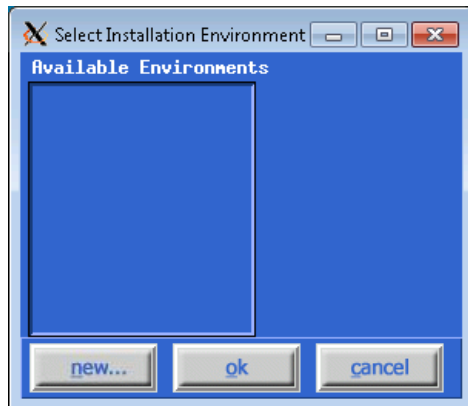 Select Installation Environment
Available Environments
new...
ok
cancel